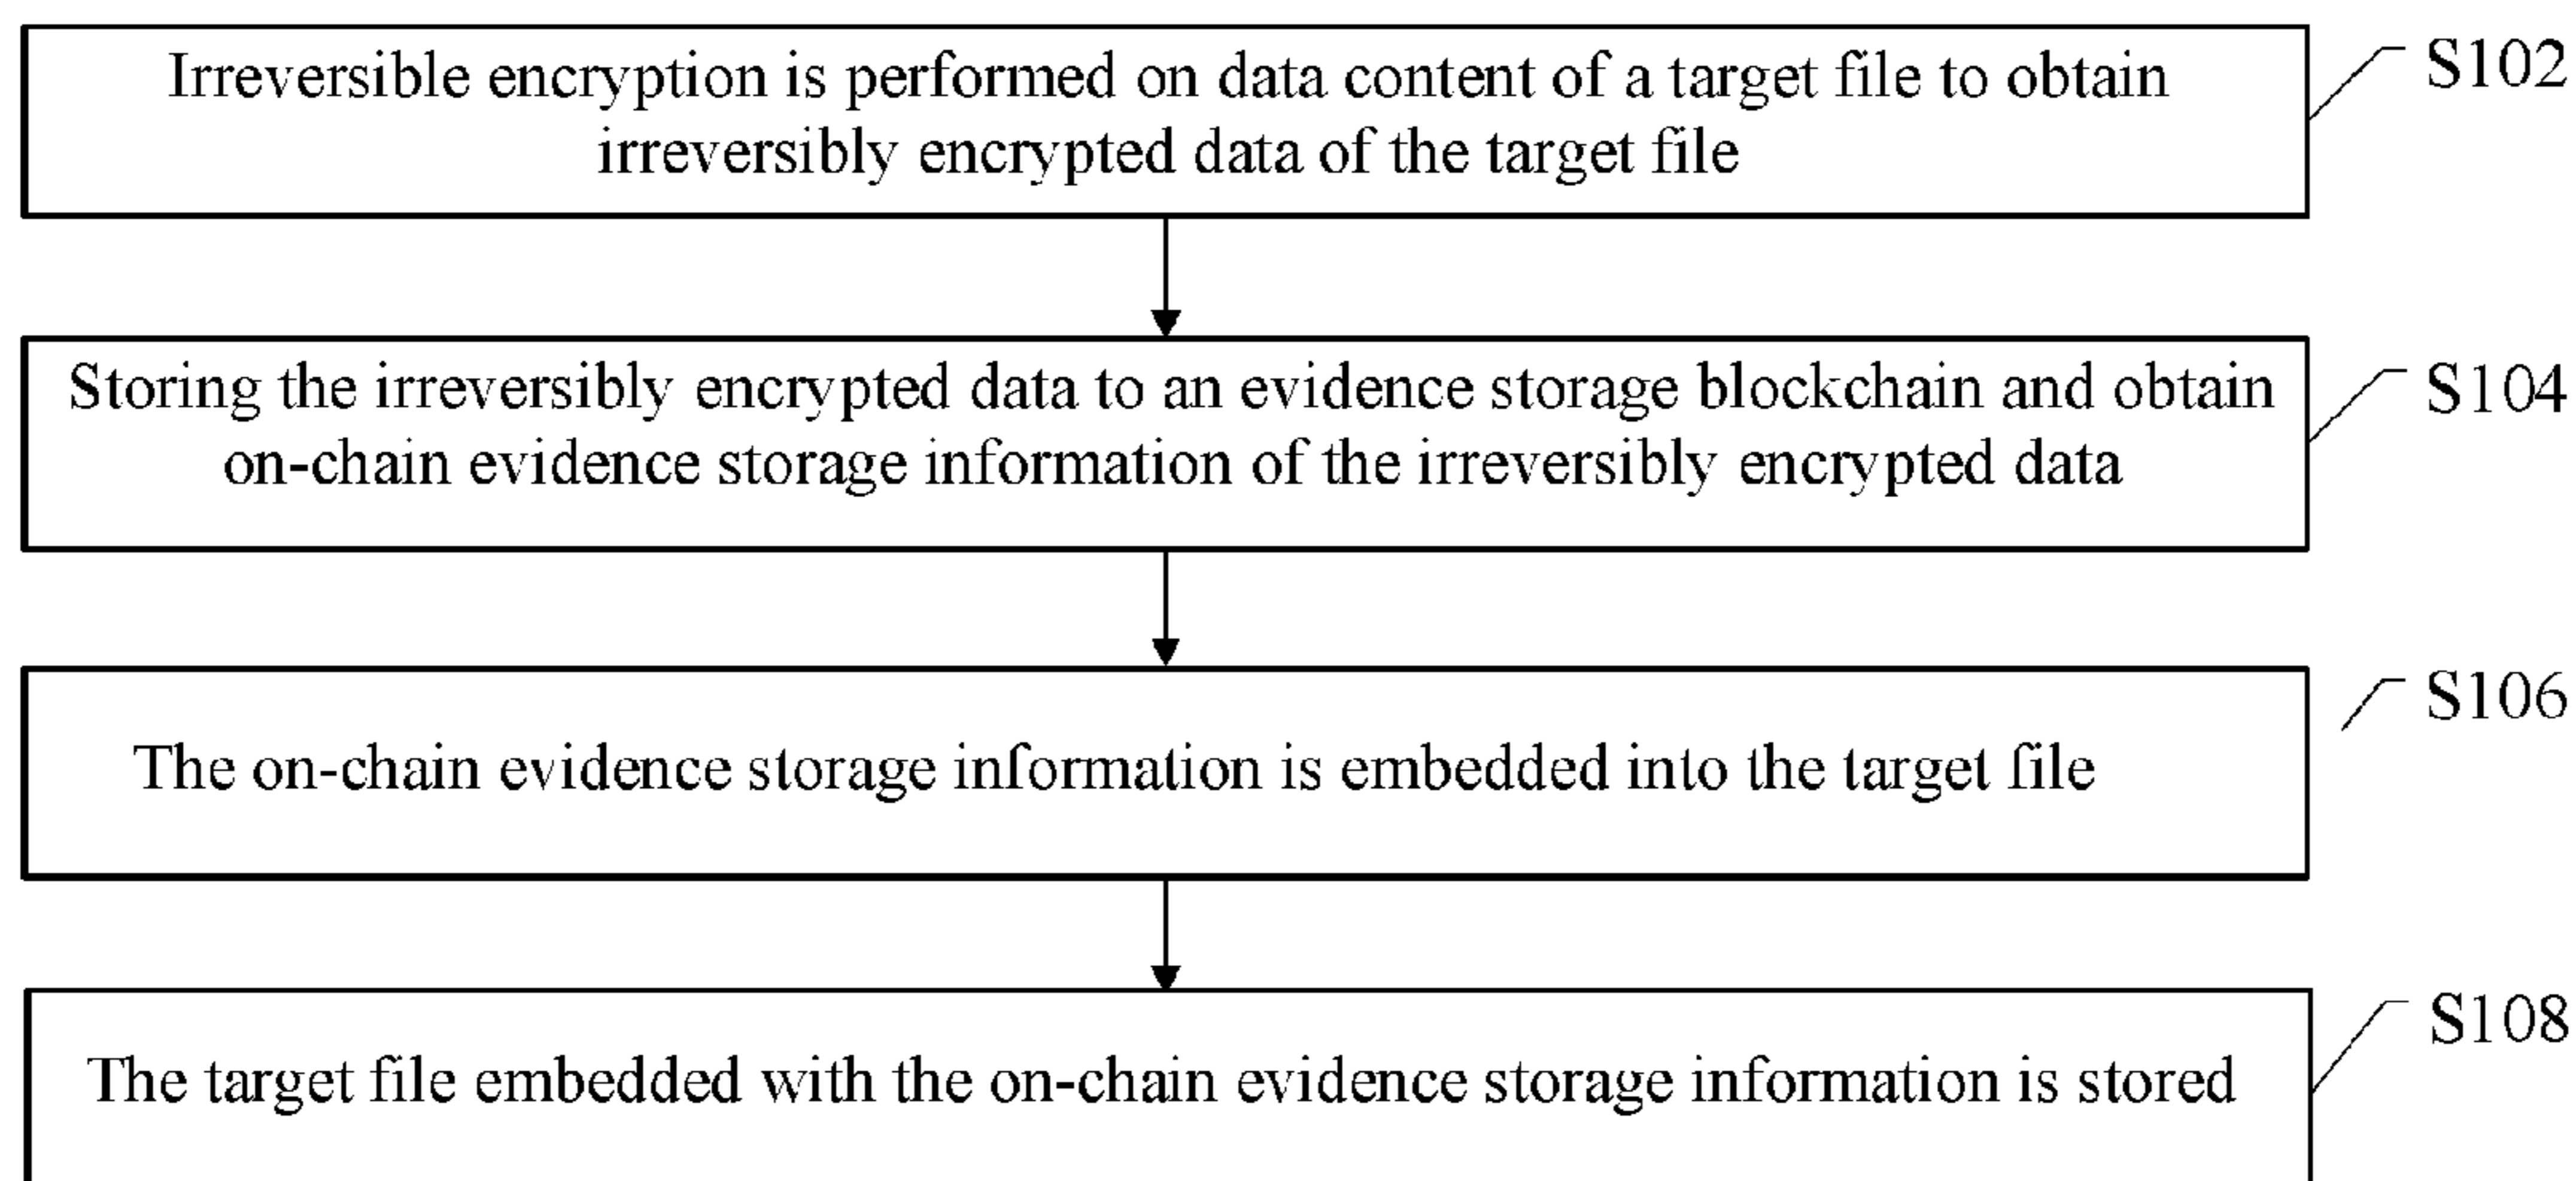 Irreversible encryption is performed on data content of a target file to obtain
irreversibly encrypted data of the target file
S102
Storing the irreversibly encrypted data to an evidence storage blockchain and obtain
on-chain evidence storage information of the irreversibly encrypted data
S104
The on-chain evidence storage information is embedded into the target file
S106
The target file embedded with the on-chain evidence storage information is stored
S108